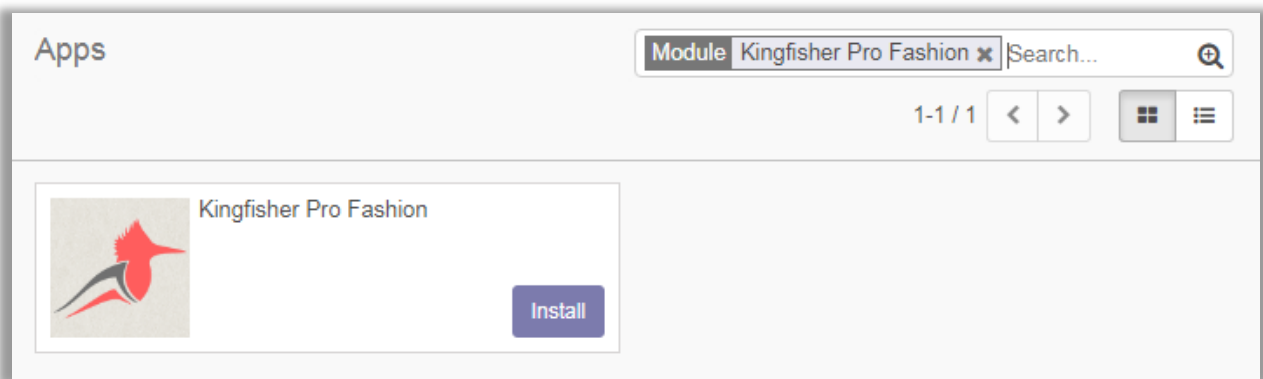 Apps
Module Kingfisher Pro Fashion Search...
1-1 / 1
Kingfisher Pro Fashion
Install